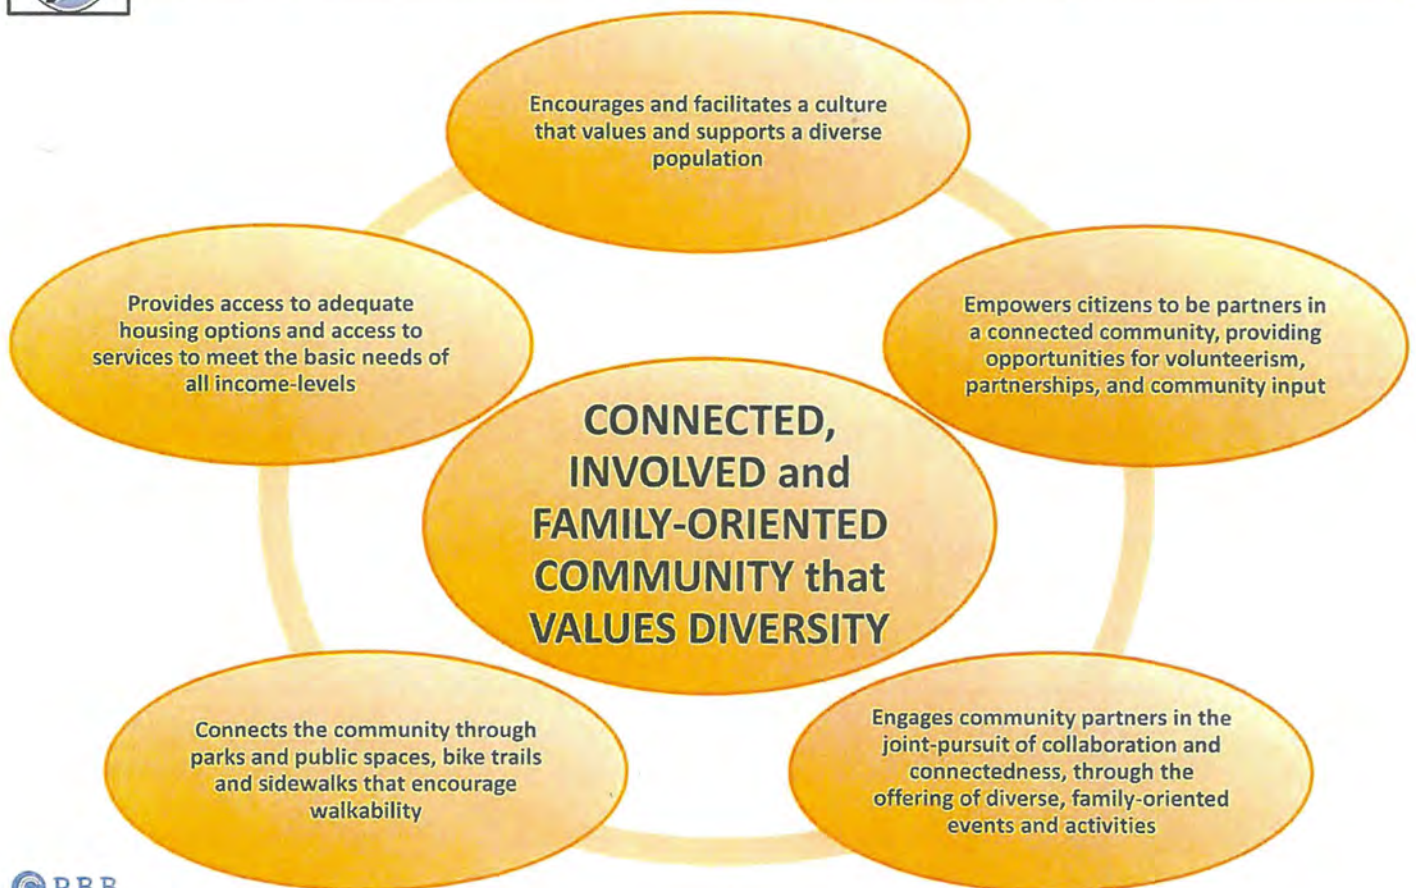 Encourages and facilitates a culture
that values and supports a diverse
population
Provides access to adequate
housing options and access to
services to meet the basic needs of
all income-levels
Empowers citizens to be partners in
a connected community, providing
opportunities for volunteerism,
partnerships, and community input
CONNECTED,
INVOLVED and
FAMILY-ORIENTED
COMMUNITY that
VALUES DIVERSITY
Connects the community through
parks and public spaces, bike trails
and sidewalks that encourage
walkability
Engages community partners in the
joint-pursuit of collaboration and
connectedness, through the
offering of diverse, family-oriented
events and activities